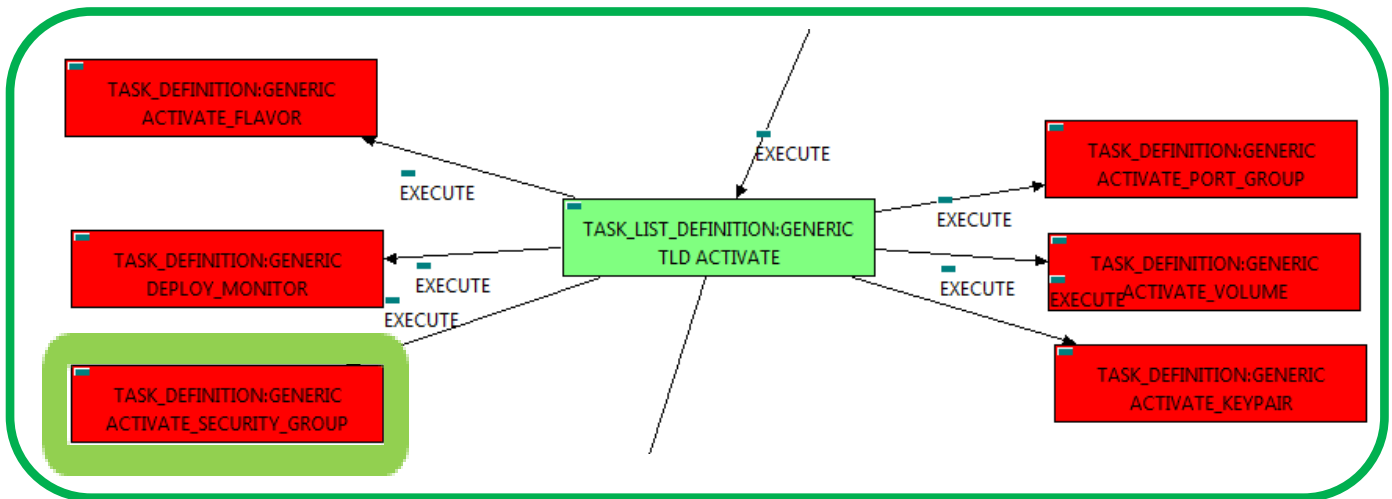 TASK_DEFINITION:GENERIC
ACTIVATE_FLAVOR
EXECUTE
EXECUTE
TASK_DEFINITION:GENERIC
ACTIVATE_PORT_GROUP
EXECUTE
TASK_LIST_DEFINITION:GENERIC
TLD ACTIVATE
TASK_DEFINITION:GENERIC
DEPLOY_MONITOR
EXECUTE
EXECUTE
EXECUTE
TASK_DEFINITION:GENERIC
ACTIVATE_VOLUME
EXECUTE
TASK_DEFINITION:GENERIC
ACTIVATE_SECURITY_GROUP
TASK_DEFINITION:GENERIC
ACTIVATE_KEYPAIR